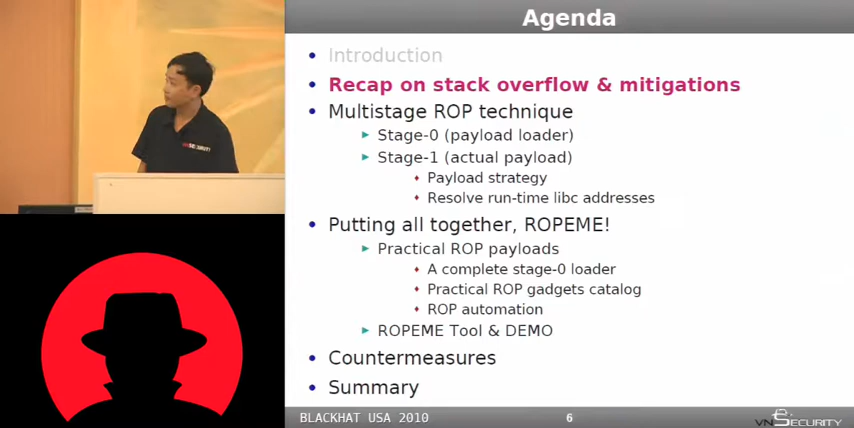 Agenda
Introduction
Recap on stack overflow & mitigations
Multistage ROP technique
Stage-0 (payload loader)
Stage-1 (actual payload)
Payload strategy
Resolve run-time libc addresses
Putting all together, ROPEME!
Practical ROP payloads
A complete stage-0 loader
Practical ROP gadgets catalog
ROP automation
ROPEME Tool & DEMO
Countermeasures
Summary
BLACKHAT USA 2010
6
VNSECURITY
VNSECURITY